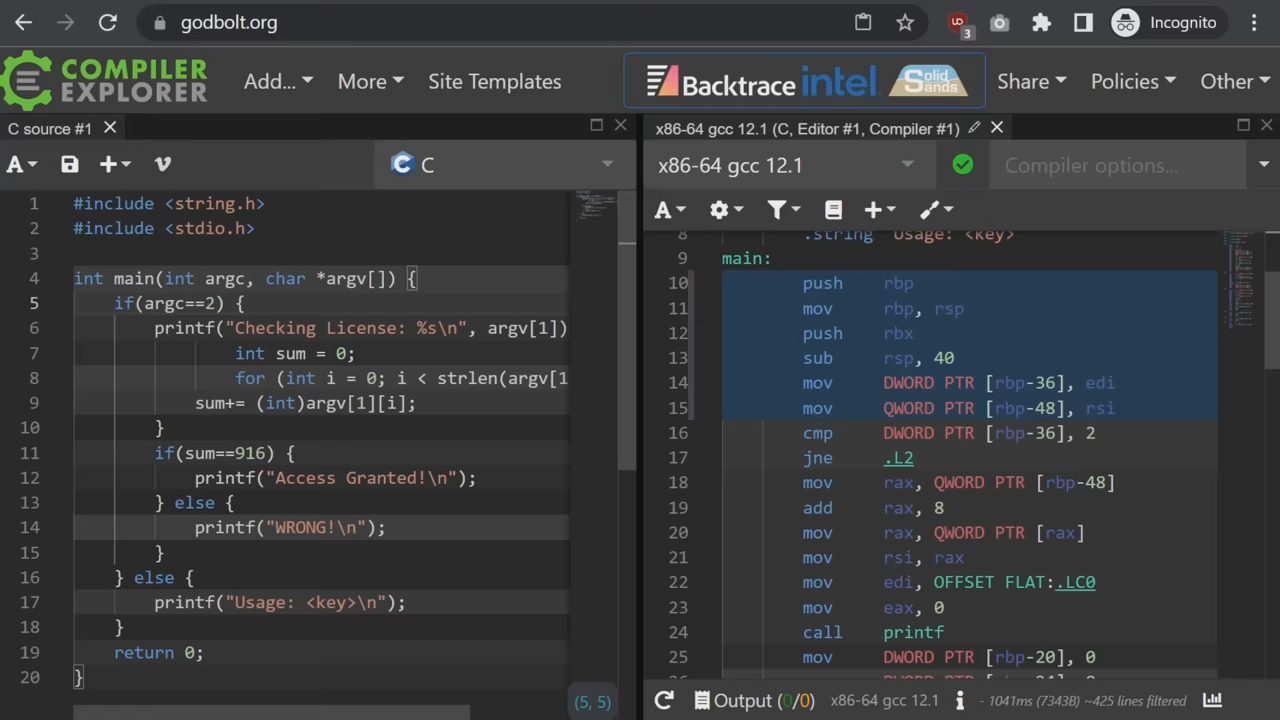 godbolt.org
3
Incognito
COMPILER
EXPLORER
Add...
More
Site Templates
Backtrace
intel
Solid
Sands
Share
Policies
Other
C source #1
A
C
1 #include <string.h>
2 #include <stdio.h>
3
4 int main(int argc, char *argv[]) {
5 if(argc==2) {
6 printf("Checking License: %s\n", argv[1])
7 int sum = 0;
8 for (int i = 0; i < strlen(argv[1
9 sum+= (int)argv[1][i];
10 }
11 if(sum==916) {
12 printf("Access Granted!\n");
13 } else {
14 printf("WRONG!\n");
15 }
16 } else {
17 printf("Usage: <key>\n");
18 }
19 return 0;
20 }
(5, 5)
x86-64 gcc 12.1 (C, Editor #1, Compiler #1)
x86-64 gcc 12.1
Compiler options...
A
8 .string "Usage: <key>
9 main:
10 push rbp
11 mov rbp, rsp
12 push rbx
13 sub rsp, 40
14 mov DWORD PTR [rbp-36], edi
15 mov QWORD PTR [rbp-48], rsi
16 cmp DWORD PTR [rbp-36], 2
17 jne .L2
18 mov rax, QWORD PTR [rbp-48]
19 add rax, 8
20 mov rax, QWORD PTR [rax]
21 mov rsi, rax
22 mov edi, OFFSET FLAT:.LC0
23 mov eax, 0
24 call printf
25 mov DWORD PTR [rbp-20], 0
Output (0/0)
x86-64 gcc 12.1
- 1041ms (7343B) ~425 lines filtered